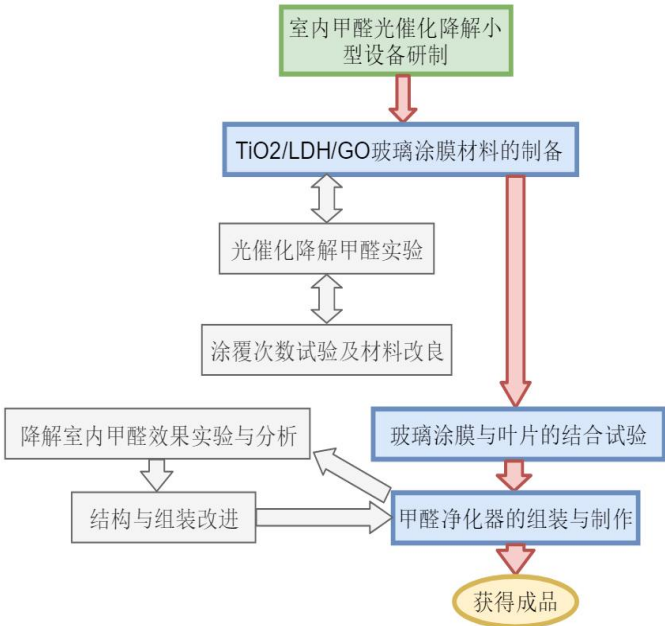 室内甲醛光催化降解小
型设备研制
TiO2/LDH/GO玻璃涂膜材料的制备
光催化降解甲醛实验
涂覆次数试验及材料改良
降解室内甲醛效果实验与分析
玻璃涂膜与叶片的结合试验
结构与组装改进
甲醛净化器的组装与制作
获得成品